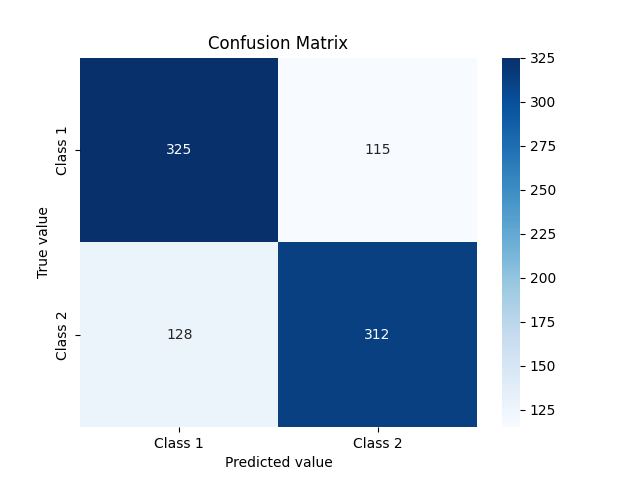 Confusion Matrix
Class 1
Class 2
True value
325
115
128
312
Class 1
Class 2
Predicted value
325
300
275
250
225
200
175
150
125